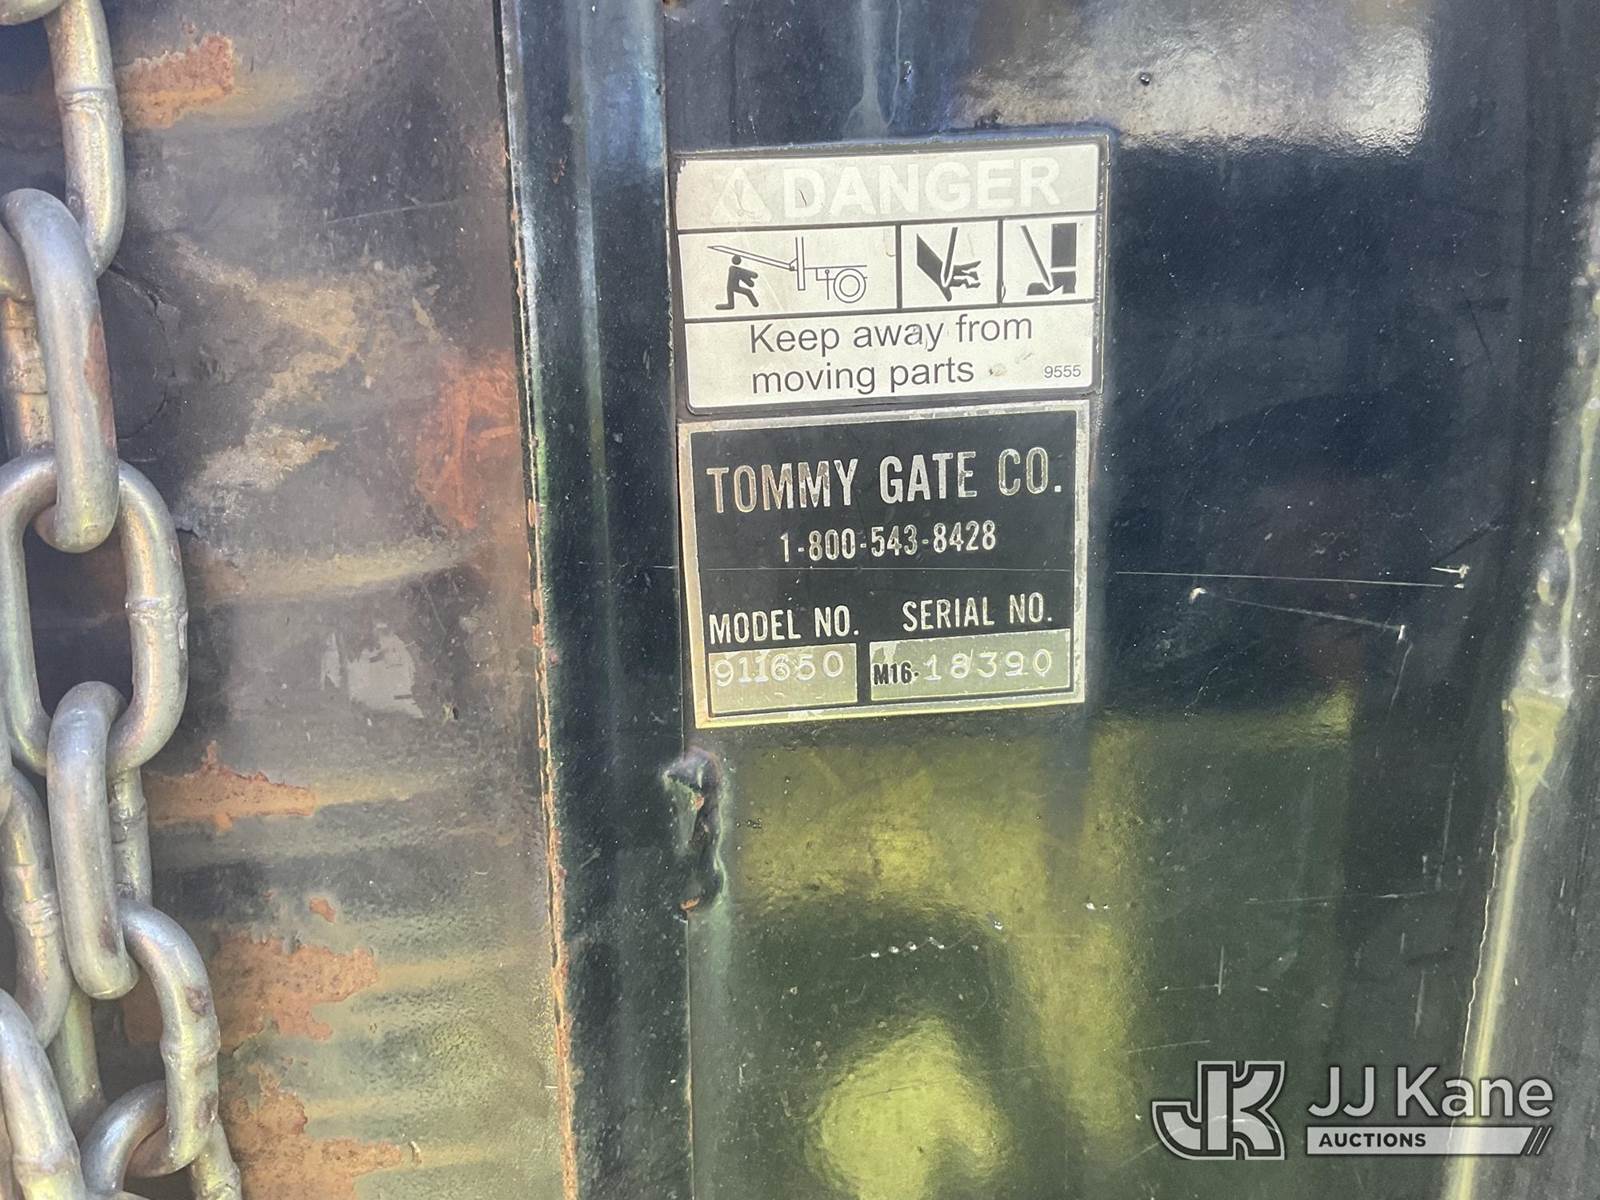 DANGER
Keep away from
moving parts 9555
TOMMY GATE CO.
1-800-543-8428
MODEL NO. SERIAL NO.
911650 M16-18390
JK JJ Kane
AUCTIONS